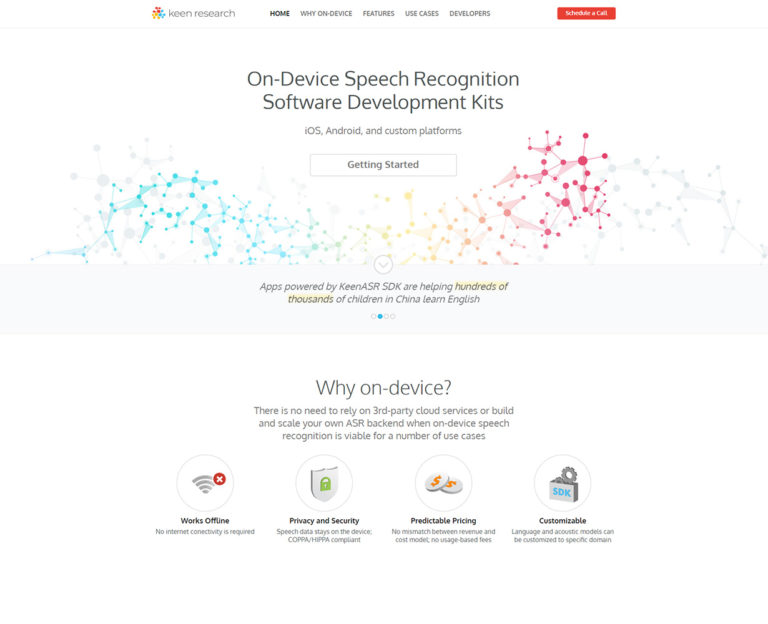 keen research
HOME WHY ON-DEVICE FEATURES USE CASES DEVELOPERS
Schedule a Call
On-Device Speech Recognition
Software Development Kits
iOS, Android, and custom platforms
Getting Started
Apps powered by KeenASR SDK are helping hundreds of
thousands of children in China learn English
Why on-device?
There is no need to rely on 3rd-party cloud services or build
and scale your own ASR backend when on-device speech
recognition is viable for a number of use cases
$ $
SDK
Works Offline
No internet conectivity is required
Privacy and Security
Speech data stays on the device;
COPPA/HIPPA compliant
Predictable Pricing
No mismatch between revenue and
cost model; no usage-based fees
Customizable
Language and acoustic models can
be customized to specific domain